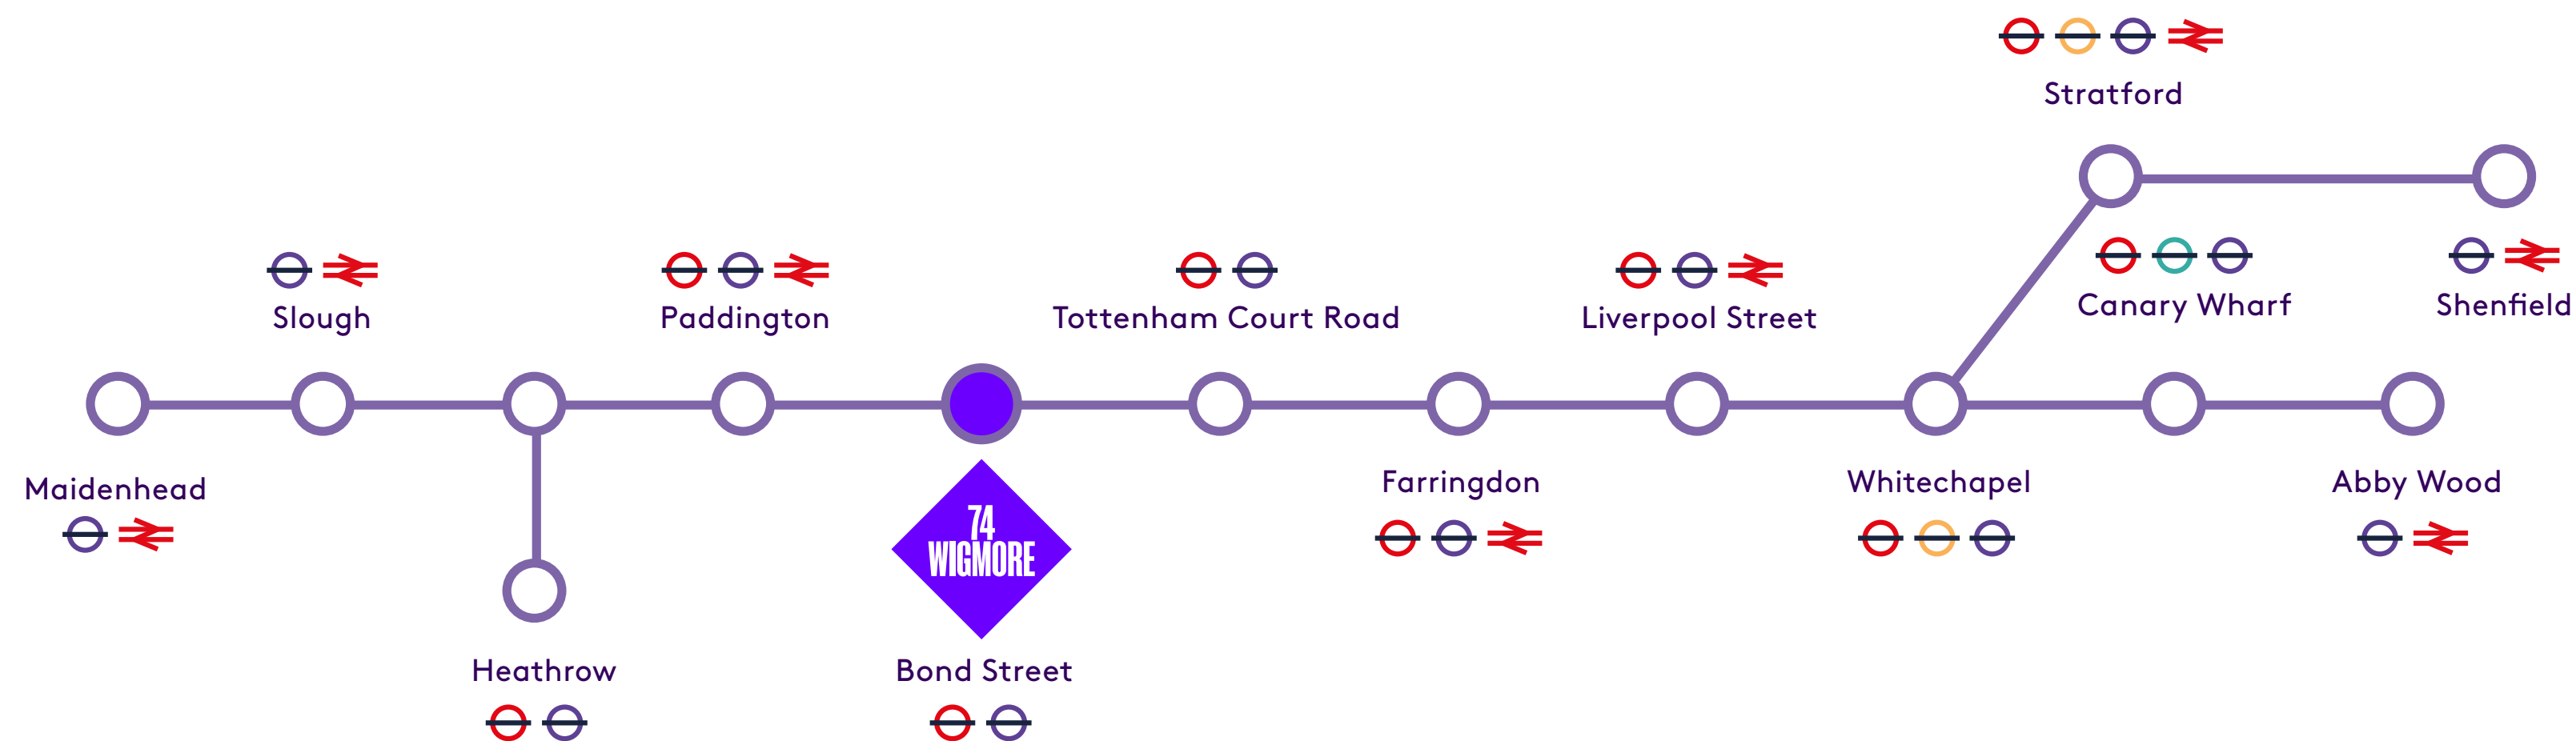 Stratford
Slough
Paddington
Tottenham Court Road
Liverpool Street
Canary Wharf
Shenfield
Maidenhead
74
WIGMORE
Farringdon
Whitechapel
Abby Wood
Heathrow
Bond Street